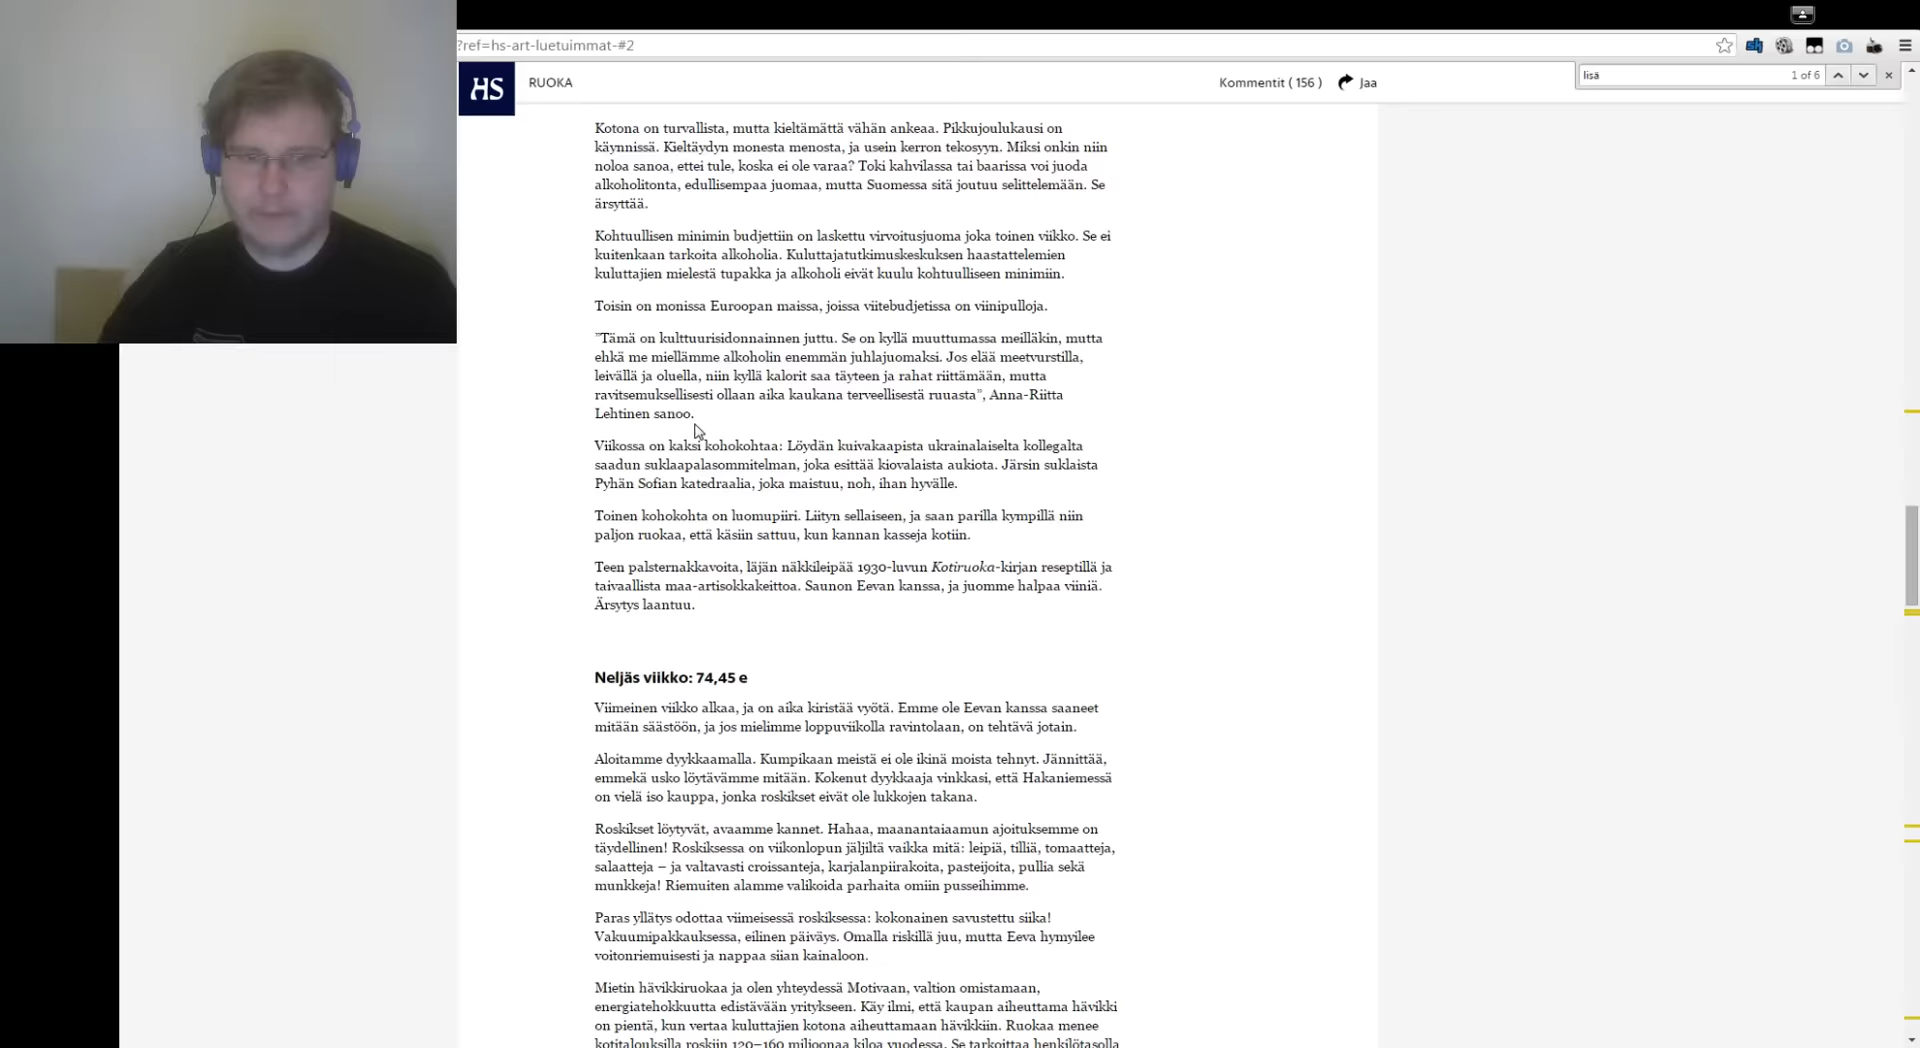 ?ref=hs-art-luetuimmat-#2
lisä
1 of 6
HS
RUOKA
Kommentit ( 156 )
Jaa
Kotona on turvallista, mutta kieltämättä vähän ankeaa. Pikkujoulukausi on
käynnissä. Kieltäydyn monesta menosta, ja usein kerron tekosyyn. Miksi onkin niin
noloa sanoa, ettei tule, koska ei ole varaa? Toki kahvilassa tai baarissa voi juoda
alkoholitonta, edullisempaa juomaa, mutta Suomessa sitä joutuu selittelemään. Se
ärsyttää.
Kohtuullisen minimin budjettiin on laskettu virvoitusjuoma joka toinen viikko. Se ei
kuitenkaan tarkoita alkoholia. Kuluttajatutkimuskeskuksen haastattelemien
kuluttajien mielestä tupakka ja alkoholi eivät kuulu kohtuulliseen minimiin.
Toisin on monissa Euroopan maissa, joissa viitebudjetissa on viinipulloja.
”Tämä on kulttuurisidonnainnen juttu. Se on kyllä muuttumassa meilläkin, mutta
ehkä me miellämme alkoholin enemmän juhlajuomaksi. Jos elää meetvurstilla,
leivällä ja oluella, niin kyllä kalorit saa täyteen ja rahat riittämään, mutta
ravitsemuksellisesti ollaan aika kaukana terveellisestä ruuasta”, Anna-Riitta
Lehtinen sanoo.
Viikossa on kaksi kohokohtaa: Löydän kuivakaapista ukrainalaiselta kollegalta
saadun suklaapalasommitelman, joka esittää kiovalaista aukiota. Järsin suklaista
Pyhän Sofian katedraalia, joka maistuu, noh, ihan hyvälle.
Toinen kohokohta on luomupiiri. Liityn sellaiseen, ja saan parilla kympillä niin
paljon ruokaa, että käsiin sattuu, kun kannan kasseja kotiin.
Teen palsternakkavoita, läjän näkkileipää 1930-luvun Kotiruoka-kirjan reseptillä ja
taivaallista maa-artisokkakeittoa. Saunon Eevan kanssa, ja juomme halpaa viiniä.
Ärsytys laantuu.
Neljäs viikko: 74,45 e
Viimeinen viikko alkaa, ja on aika kiristää vyötä. Emme ole Eevan kanssa saaneet
mitään säästöön, ja jos mielimme loppuviikolla ravintolaan, on tehtävä jotain.
Aloitamme dyykkaamalla. Kumpikaan meistä ei ole ikinä moista tehnyt. Jännittää,
emmekä usko löytävämme mitään. Kokenut dyykkaaja vinkkasi, että Hakaniemessä
on vielä iso kauppa, jonka roskikset eivät ole lukkojen takana.
Roskikset löytyvät, avaamme kannet. Hahaa, maanantaiaamun ajoituksemme on
täydellinen! Roskiksessa on viikonlopun jäljiltä vaikka mitä: leipiä, tilliä, tomaatteja,
salaatteja – ja valtavasti croissanteja, karjalanpiirakoita, pasteijoita, pullia sekä
munkkeja! Riemuiten alamme valikoida parhaita omiin pusseihimme.
Paras yllätys odottaa viimeisessä roskiksessa: kokonainen savustettu siika!
Vakuumipakkauksessa, eilinen päiväys. Omalla riskillä juu, mutta Eeva hymyilee
voitonriemuisesti ja nappaa siian kainaloon.
Mietin hävikkiruokaa ja olen yhteydessä Motivaan, valtion omistamaan,
energiatehokkuutta edistävään yritykseen. Käy ilmi, että kaupan aiheuttama hävikki
on pientä, kun vertaa kuluttajien kotona aiheuttamaan hävikkiin. Ruokaa menee
kotitalouksilla roskiin 120–160 miljoonaa kiloa vuodessa. Se tarkoittaa henkilötasolla